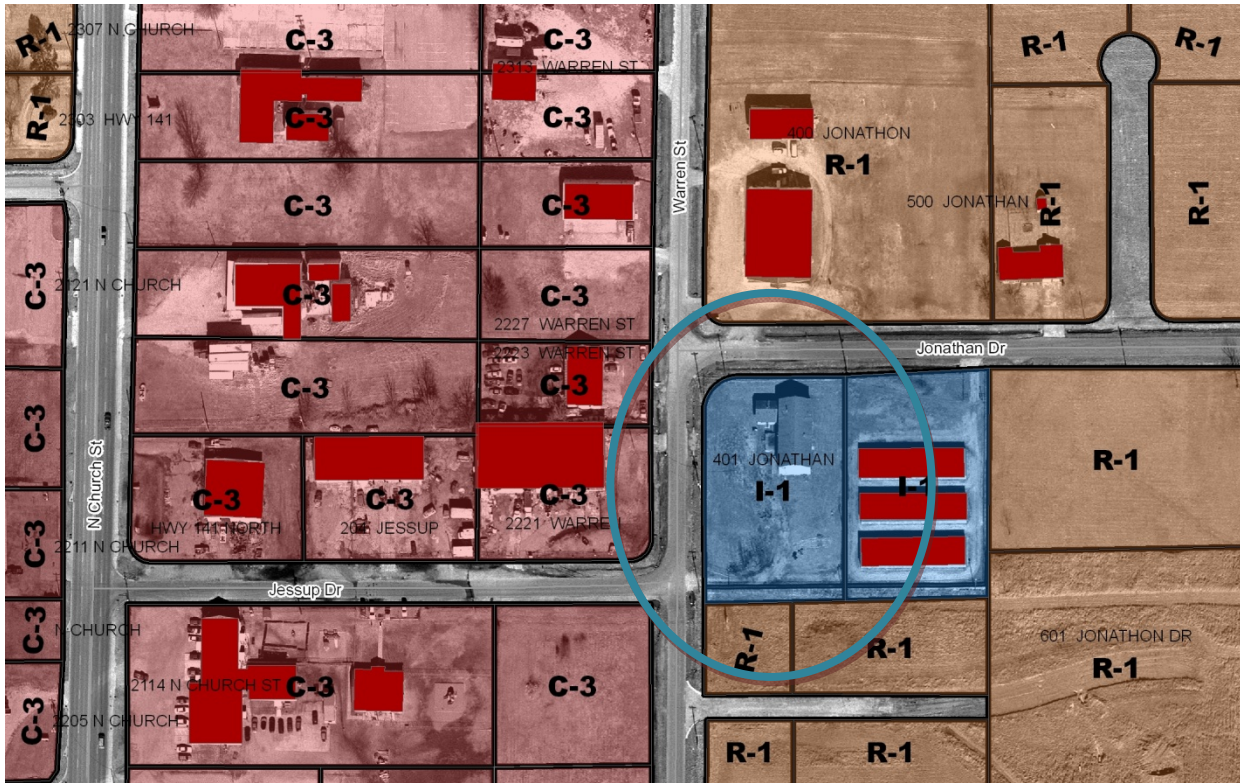 2307 N CHURCH
R-1
C-3
C-3
2313 WARREN ST
R-1
R-1
R-1
2303 HWY 141
C-3
C-3
400 JONATHON
R-1
500 JONATHAN
R-1
R-1
Warren St
C-3
C-3
C-3
2121 N CHURCH
C-3
C-3
2227 WARREN ST
2223 WARREN ST
Jonathan Dr
C-3
C-3
C-3
N Church St
401 JONATHAN
I-1
I-1
R-1
C-3
C-3
C-3
HWY 141 NORTH
JESSUP
2221 WARREN
C-3
2211 N CHURCH
Jessup Dr
C-3
N CHURCH
R-1
R-1
601 JONATHON DR
R-1
2114 N CHURCH ST
C-3
C-3
C-3
2205 N CHURCH
R-1
R-1